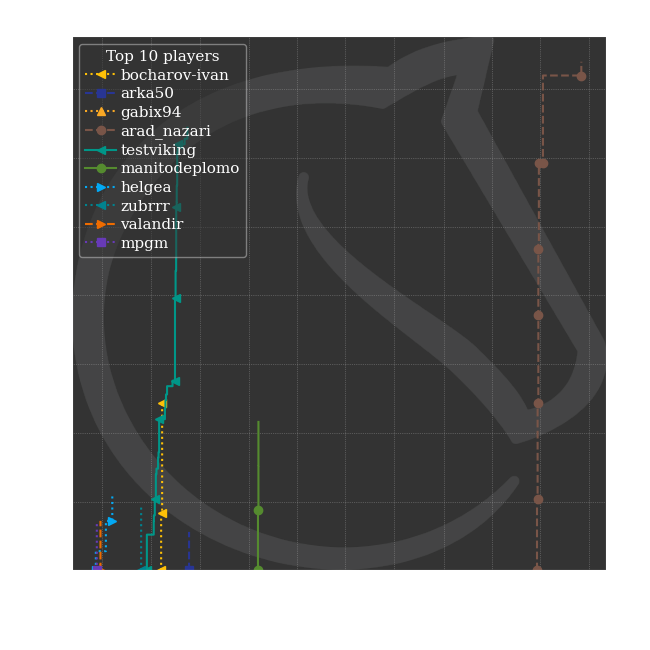 Top 10 players
bocharov-ivan
arka50
gabix94
arad_nazari
testviking
manitodeplomo
helgea
zubrrr
valandir
mpgm